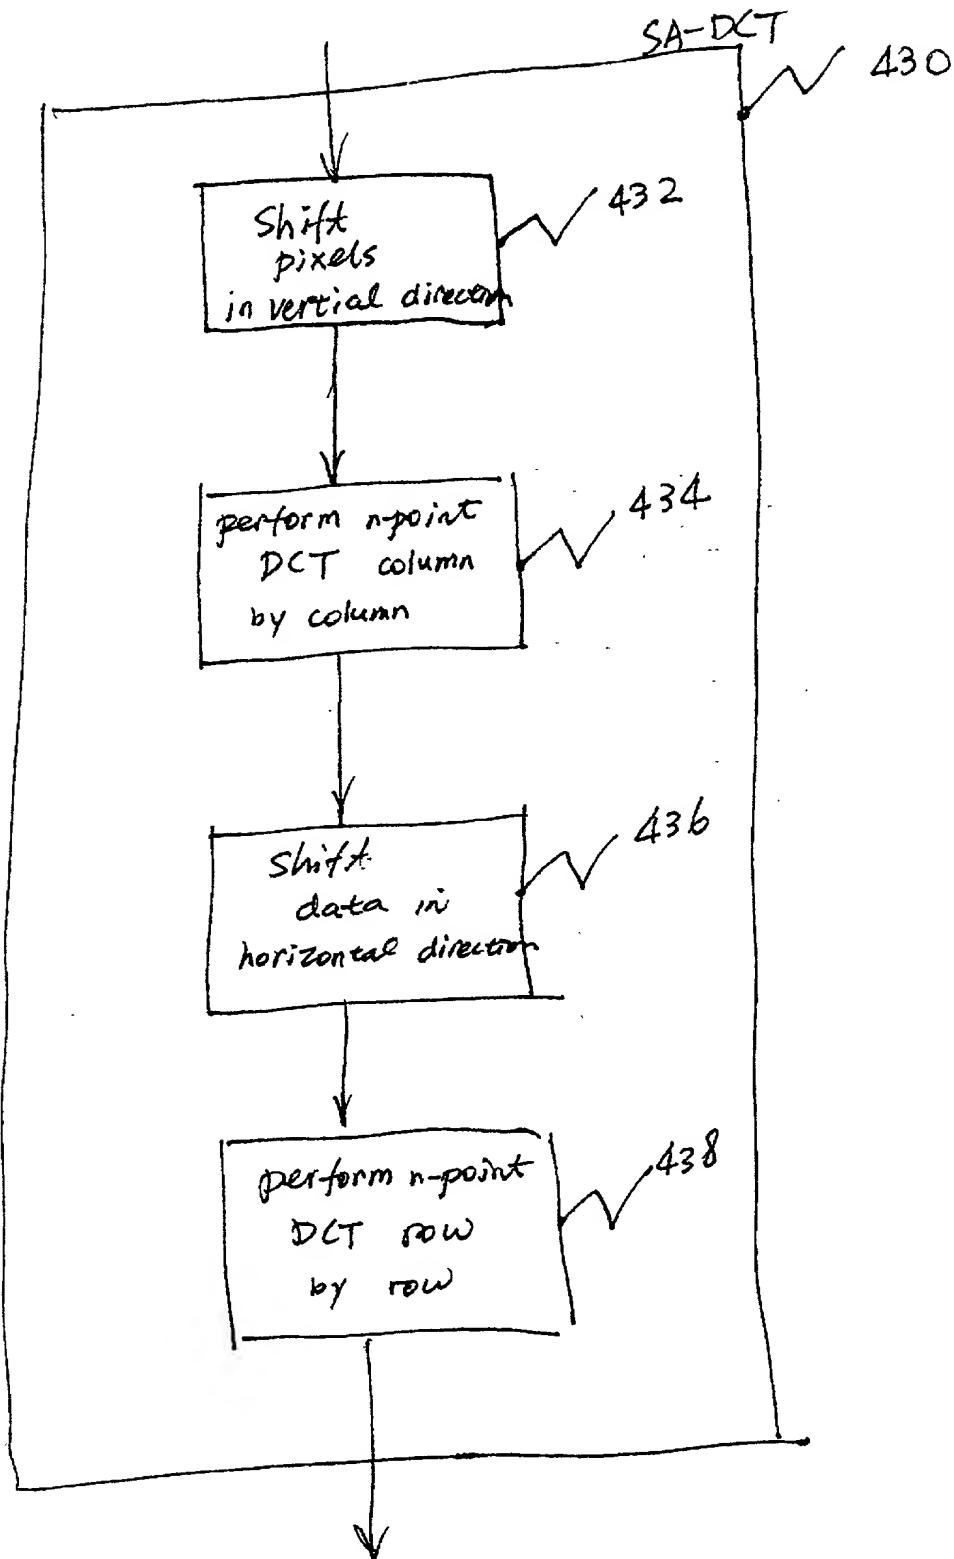 SA-DCT
430
432
Shift
pixels
in vertial direction
434
perform n-point
DCT column
by column
436
Shift
data in
horizontal direction
438
perform n-point
DCT row
by row